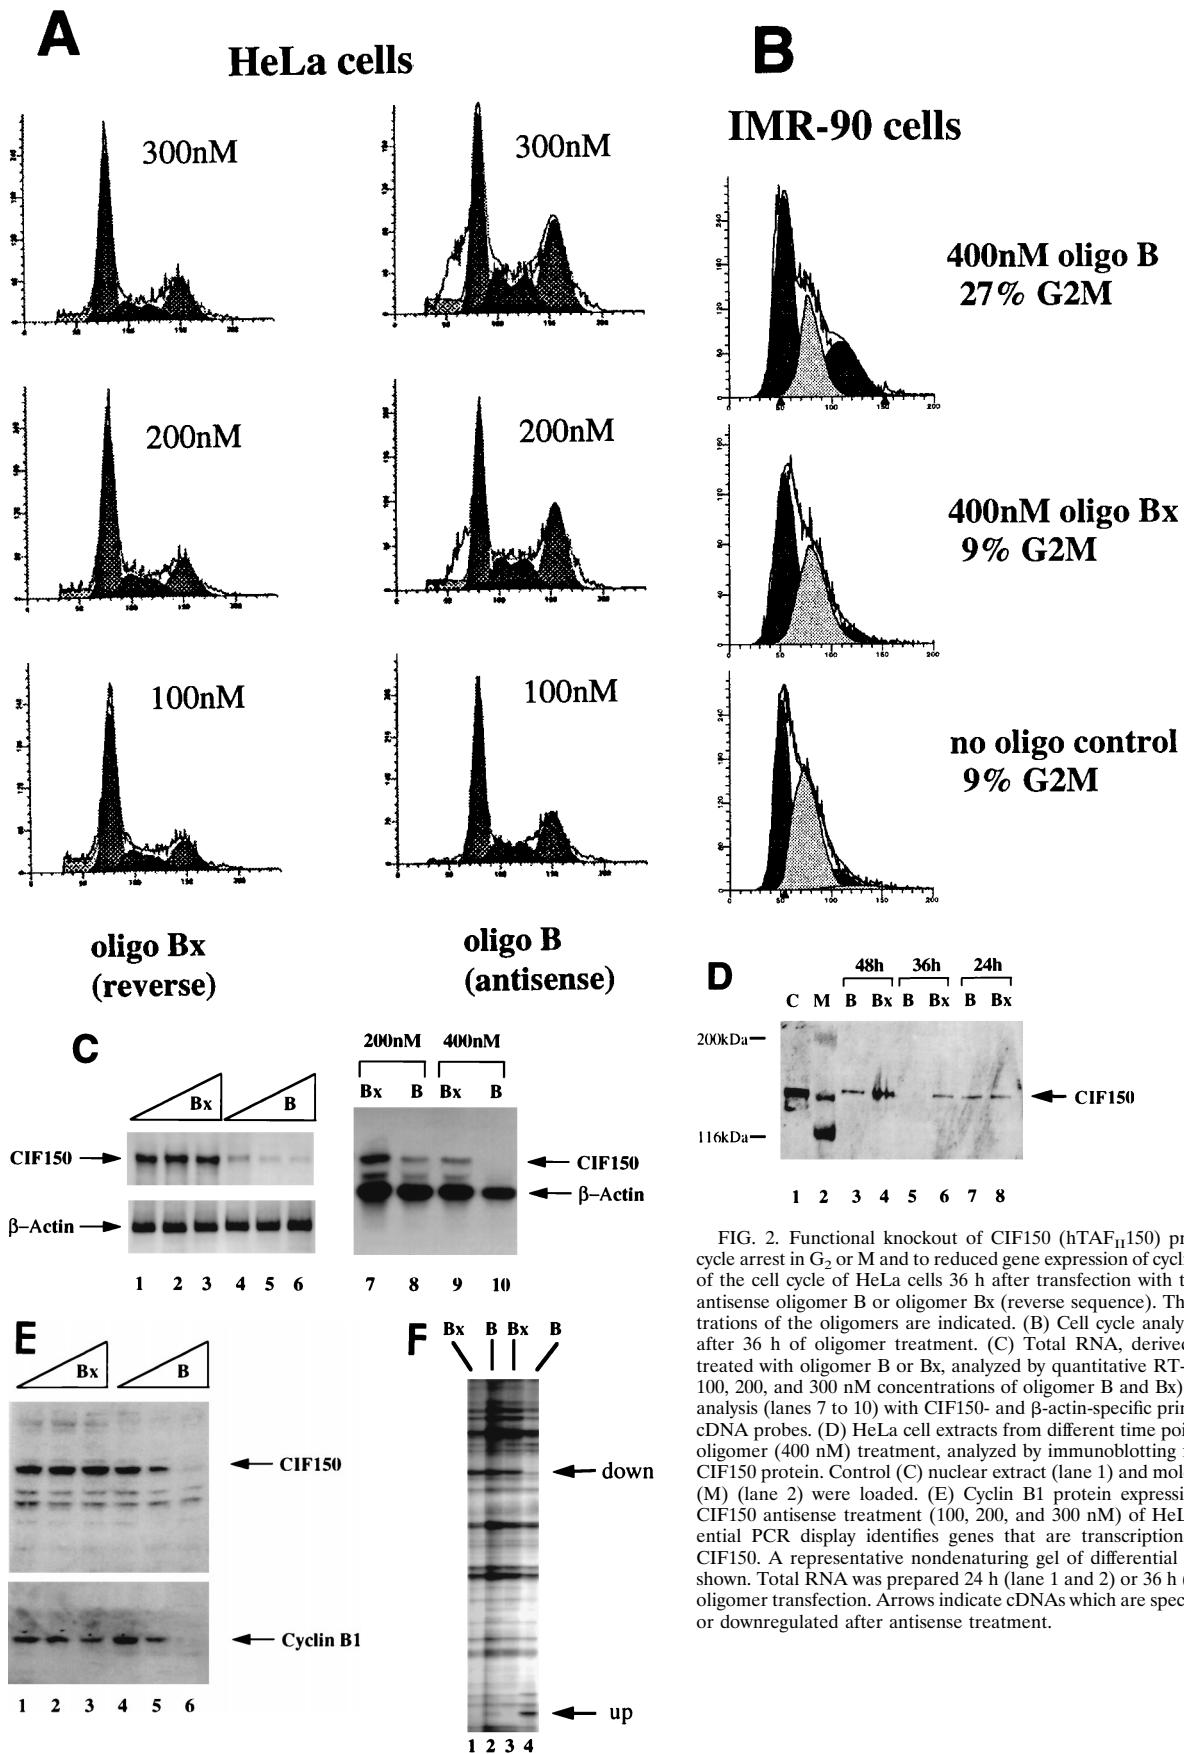 A
HeLa cells
300nM
300nM
200nM
200nM
100nM
100nM
oligo Bx
(reverse)
oligo B
(antisense)
B
IMR-90 cells
400nM oligo B
27% G2M
400nM oligo Bx
9% G2M
no oligo control
9% G2M
C
Bx
B
CIF150
β-Actin
1 2 3 4 5 6
200nM 400nM
Bx B Bx B
CIF150
β-Actin
7 8 9 10
D
48h 36h 24h
C M B Bx B Bx B Bx
200kDa
116kDa
CIF150
1 2 3 4 5 6 7 8
E
Bx
B
CIF150
Cyclin B1
1 2 3 4 5 6
F
Bx B Bx B
down
up
1 2 3 4
FIG. 2. Functional knockout of CIF150 (hTAFII150) pr
cycle arrest in G2 or M and to reduced gene expression of cycli
of the cell cycle of HeLa cells 36 h after transfection with t
antisense oligomer B or oligomer Bx (reverse sequence). Th
trations of the oligomers are indicated. (B) Cell cycle analy
after 36 h of oligomer treatment. (C) Total RNA, derive
treated with oligomer B or Bx, analyzed by quantitative RT-
100, 200, and 300 nM concentrations of oligomer B and Bx)
analysis (lanes 7 to 10) with CIF150- and β-actin-specific prin
cDNA probes. (D) HeLa cell extracts from different time poi
oligomer (400 nM) treatment, analyzed by immunoblotting
CIF150 protein. Control (C) nuclear extract (lane 1) and mol
(M) (lane 2) were loaded. (E) Cyclin B1 protein expressi
CIF150 antisense treatment (100, 200, and 300 nM) of HeL
ential PCR display identifies genes that are transcription
CIF150. A representative nondenaturing gel of differential
shown. Total RNA was prepared 24 h (lane 1 and 2) or 36 h (
oligomer transfection. Arrows indicate cDNAs which are spec
or downregulated after antisense treatment.